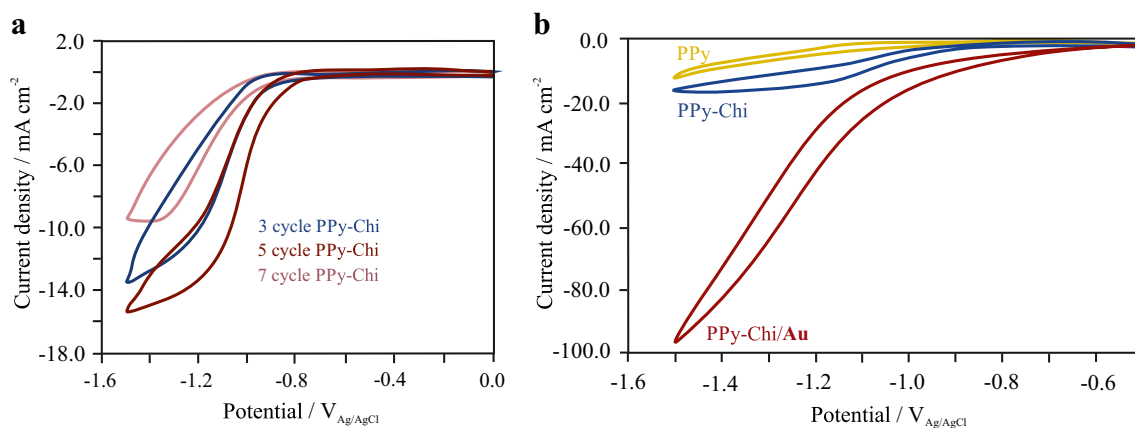 a
2.0
-2.0
-6.0
-10.0
-14.0
-18.0
-1.6
-1.2
-0.8
-0.4
0.0
Current density / mA cm-2
Potential / VAg/AgCl
3 cycle PPy-Chi
5 cycle PPy-Chi
7 cycle PPy-Chi
b
0.0
-20.0
-40.0
-60.0
-80.0
-100.0
-1.6
-1.4
-1.2
-1.0
-0.8
-0.6
Current density / mA cm-2
Potential / VAg/AgCl
PPy
PPy-Chi
PPy-Chi/Au